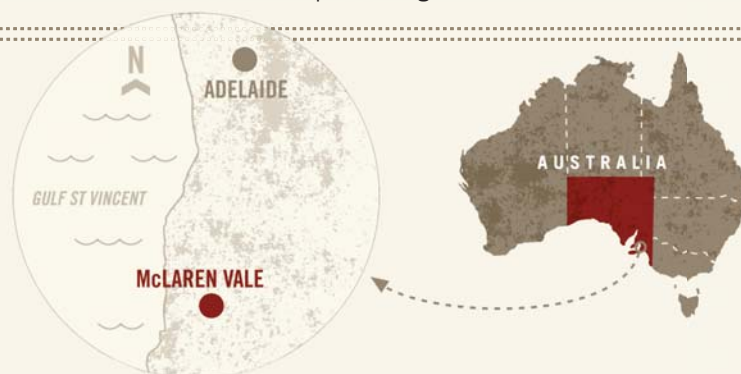 N
ADELAIDE
AUSTRALIA
GULF ST VINCENT
McLAREN VALE